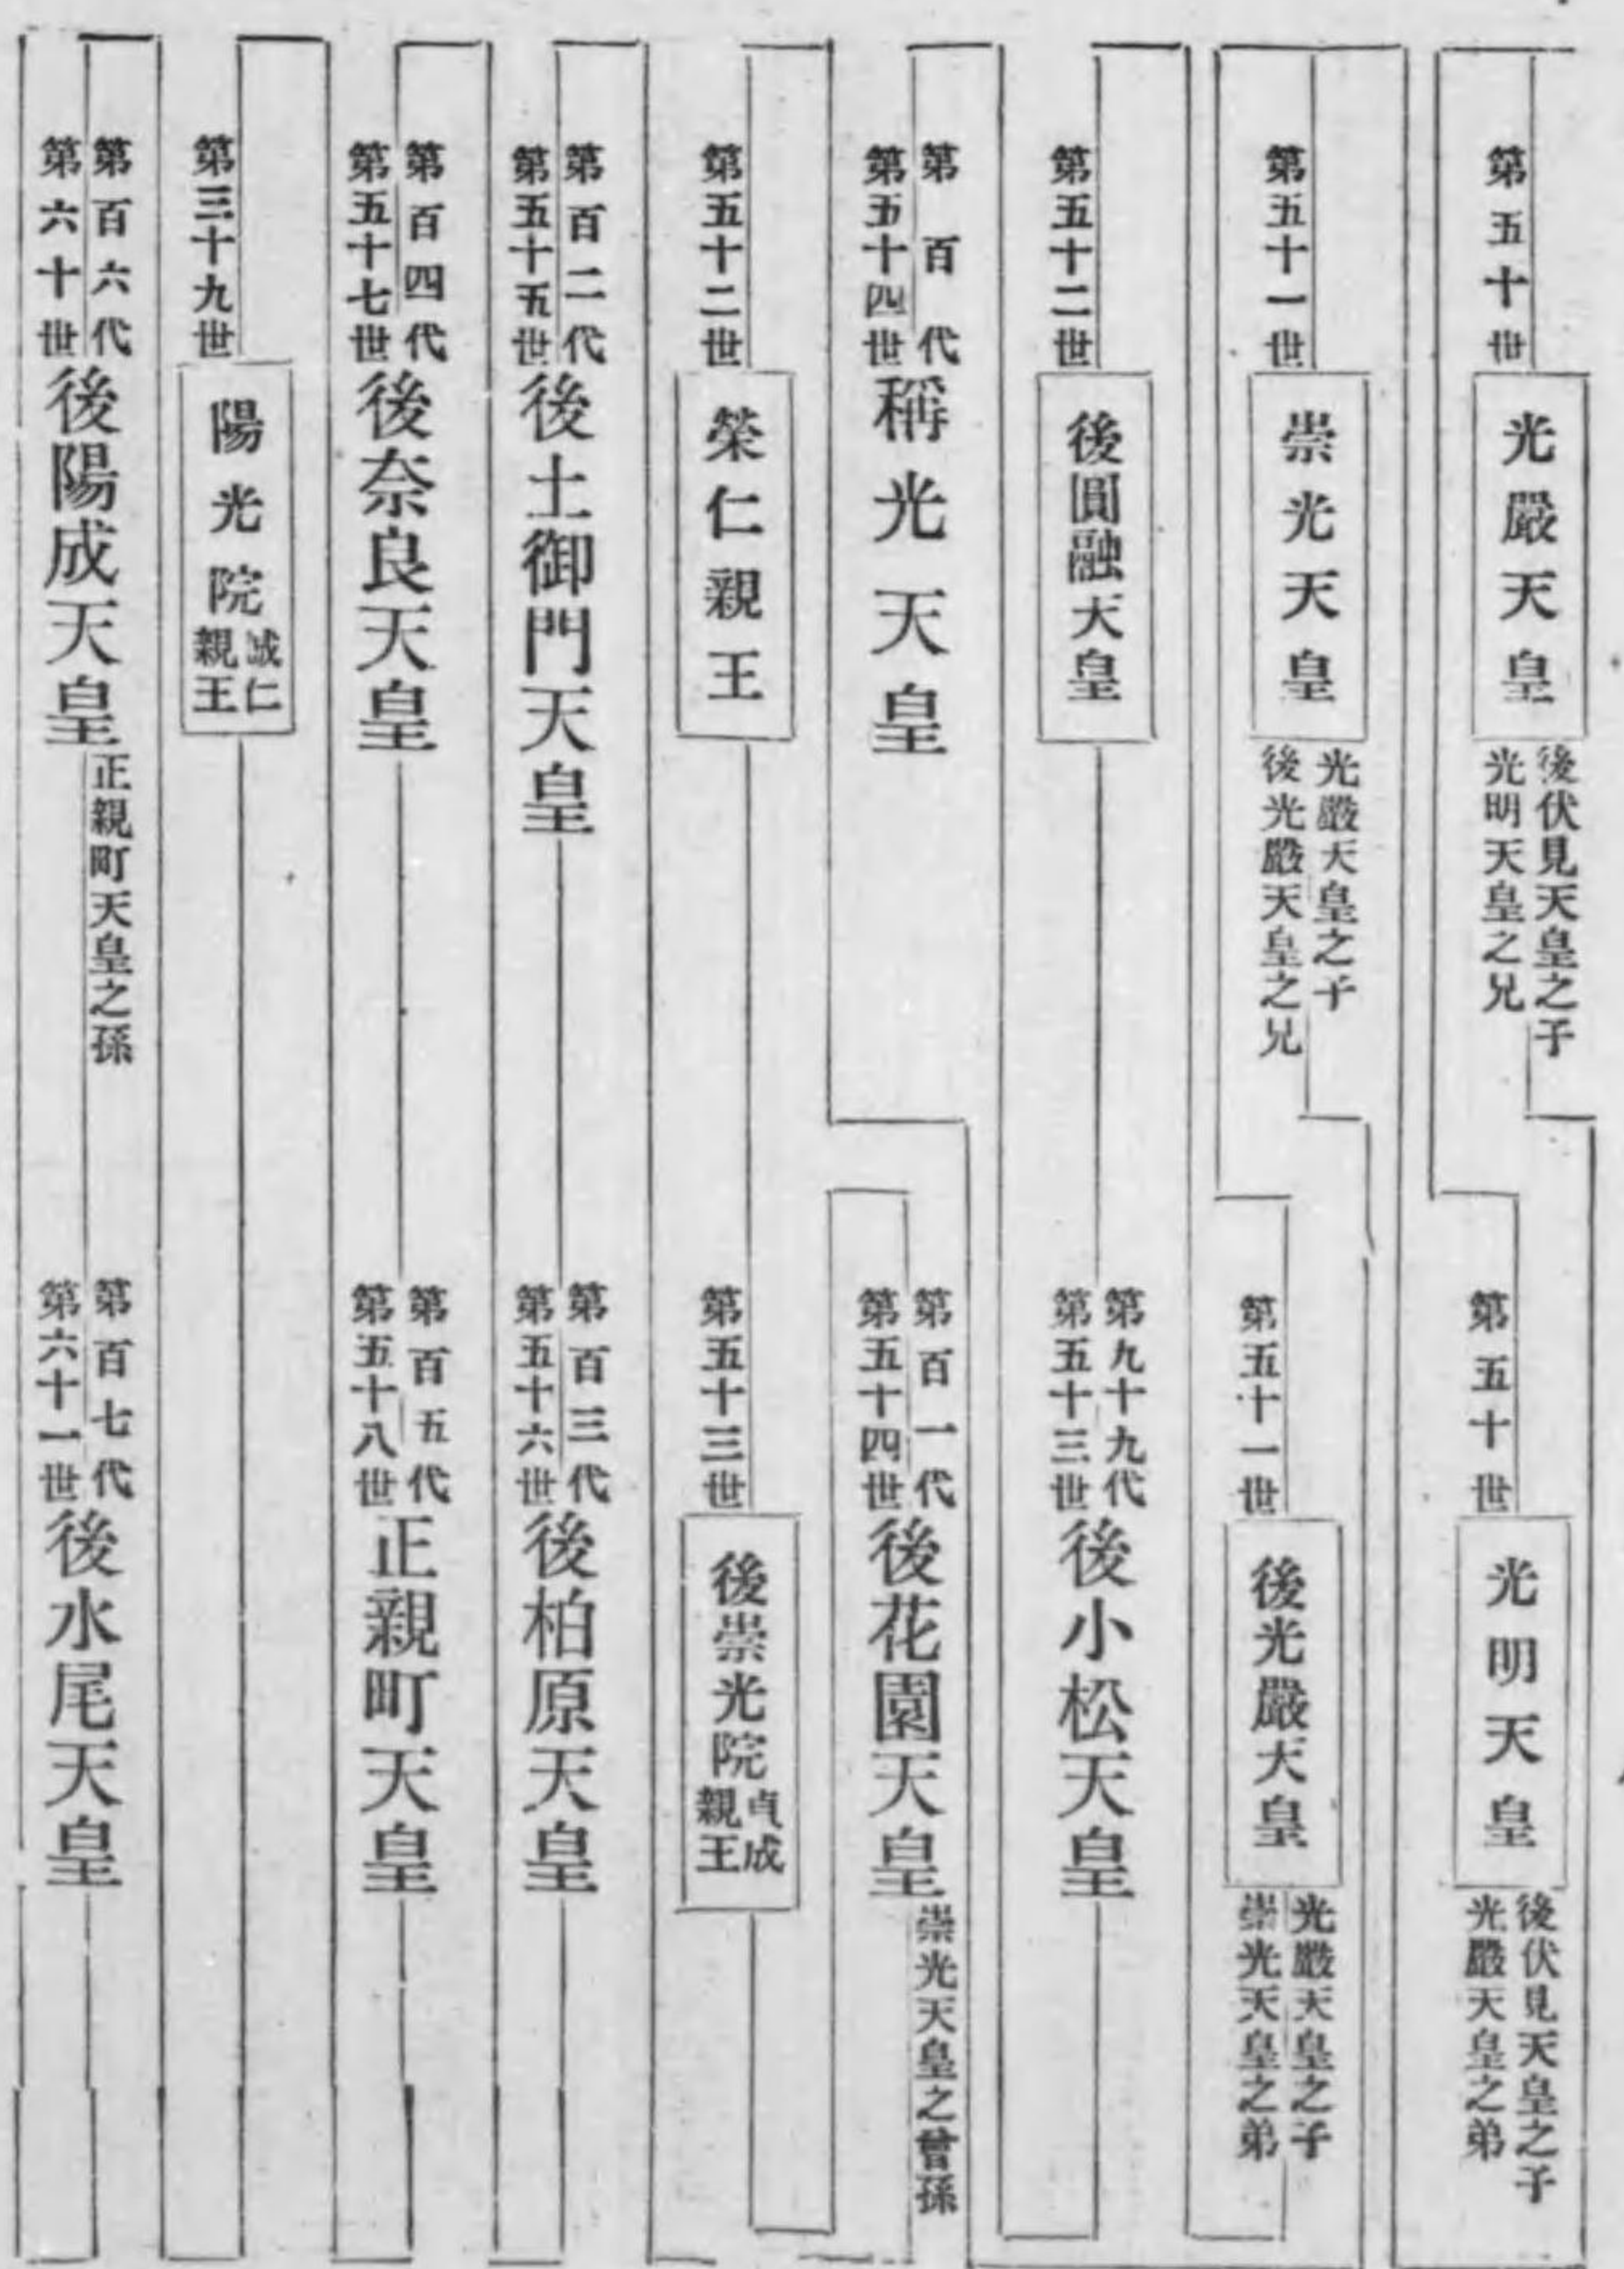 第五十世
光嚴天皇
後伏見天皇之子
光明天皇之兄
第五十世
光明天皇
後伏見天皇之子
光嚴天皇之弟
第五十一世
崇光天皇
光嚴天皇之子
後光嚴天皇之兄
第五十一世
後光嚴天皇
光嚴天皇之子
崇光天皇之弟
第五十二世
後圓融天皇
第九十九代
第五十三世
後小松天皇
第百代
第五十四世
稱光天皇
第百一代
第五十四世
後花園天皇
崇光天皇之曾孫
第五十二世
榮仁親王
第五十三世
後崇光院
貞成
親王
第百二代
第五十五世
後土御門天皇
第百三代
第五十六世
後柏原天皇
第百四代
第五十七世
後奈良天皇
第百五代
第五十八世
正親町天皇
第三十九世
陽光院
誠仁
親王
第百六代
第六十世
後陽成天皇
正親町天皇之孫
第百七代
第六十一世
後水尾天皇